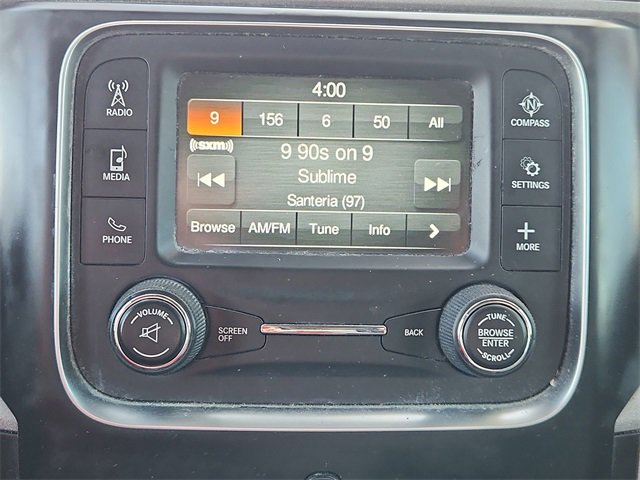 4:00
9 156 6 50 All
((sxm))
9 90s on 9
Sublime
Santeria (97)
Browse AM/FM Tune Info >
RADIO
MEDIA
PHONE
COMPASS
SETTINGS
+
MORE
VOLUME
SCREEN
OFF
BACK
TUNE
BROWSE
ENTER
SCROLL